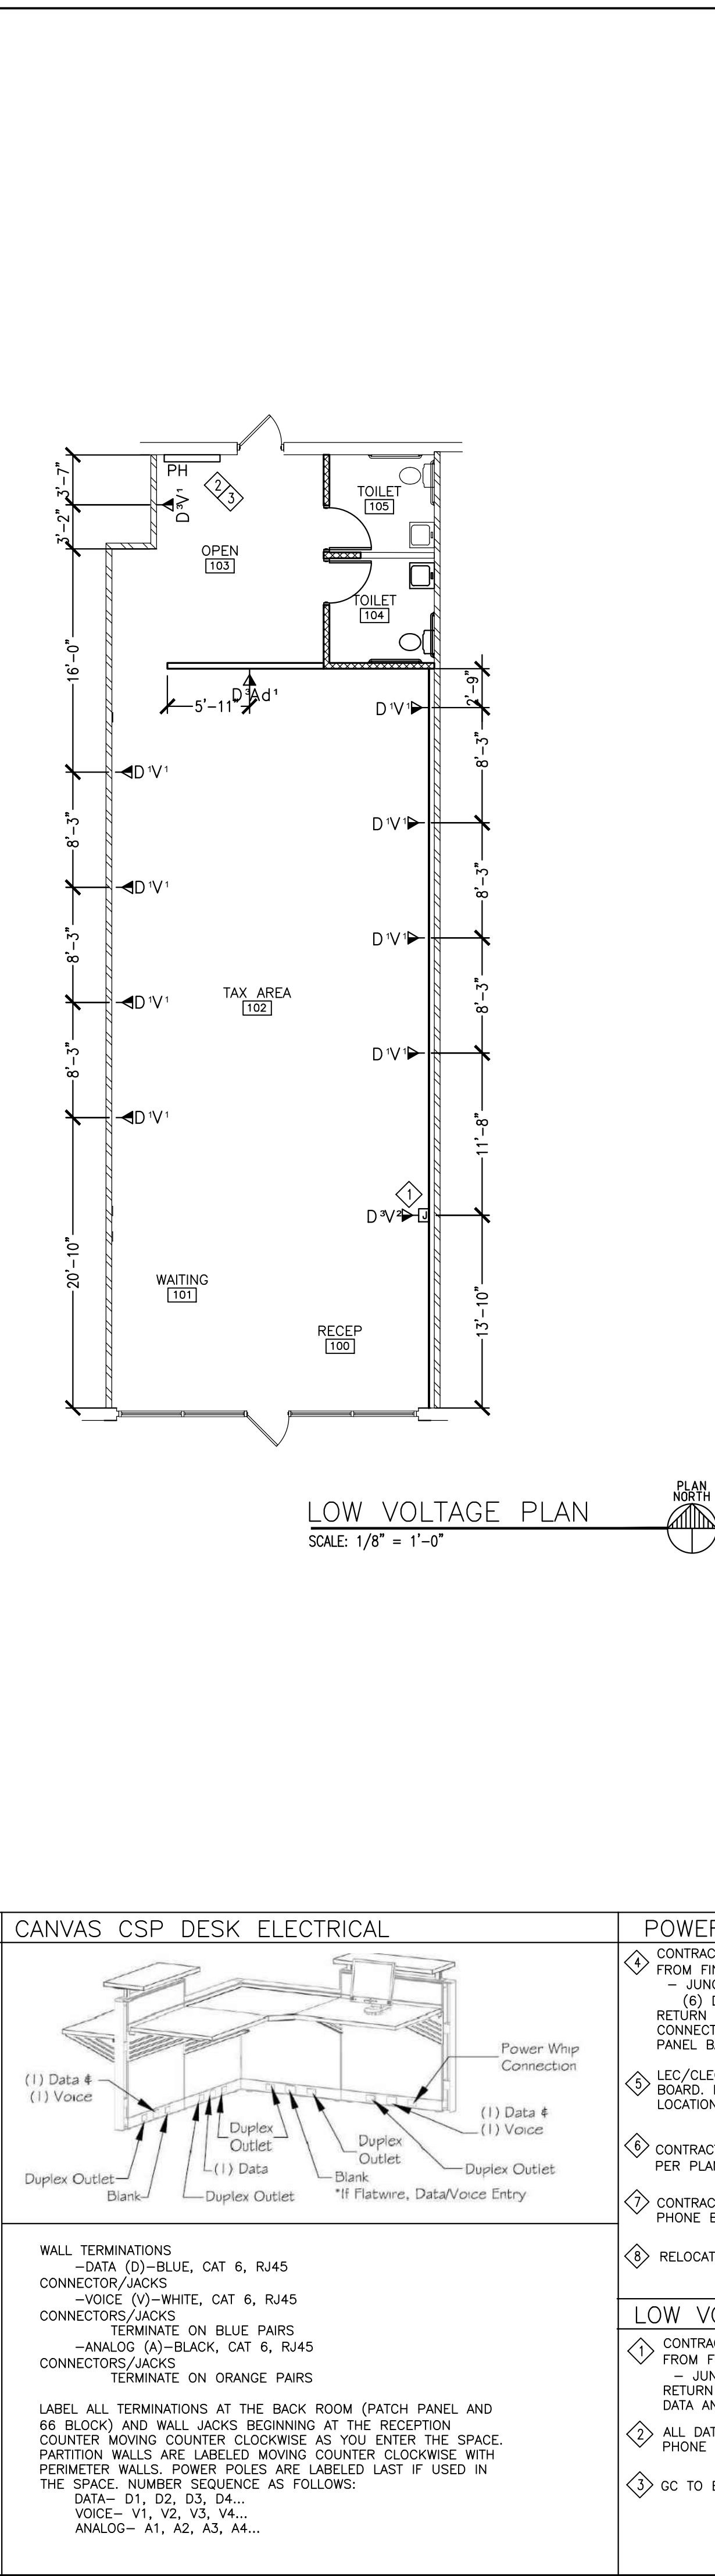 3'-7"
3'-2"
PH
2
3
D³V¹
TOILET
105
OPEN
103
TOILET
104
16'-0"
D³Ad¹
5'-11"
2'-9"
D¹V¹
8'-3"
D¹V¹
D¹V¹
8'-3"
D¹V¹
8'-3"
D¹V¹
8'-3"
TAX AREA
102
D¹V¹
8'-3"
D¹V¹
8'-3"
D¹V¹
11'-8"
1
D³V²
J
20'-10"
WAITING
101
13'-10"
RECEP
100
LOW VOLTAGE PLAN
SCALE: 1/8" = 1'-0"
PLAN
NORTH
CANVAS CSP DESK ELECTRICAL
Power Whip
Connection
(1) Data &
(1) Voice
(1) Data &
(1) Voice
Duplex
Outlet
Duplex
Outlet
(1) Data
Duplex Outlet
Duplex Outlet
Blank
Blank
Duplex Outlet
*If Flatwire, Data/Voice Entry
WALL TERMINATIONS
-DATA (D)-BLUE, CAT 6, RJ45
CONNECTOR/JACKS
-VOICE (V)-WHITE, CAT 6, RJ45
CONNECTORS/JACKS
TERMINATE ON BLUE PAIRS
-ANALOG (A)-BLACK, CAT 6, RJ45
CONNECTORS/JACKS
TERMINATE ON ORANGE PAIRS
LABEL ALL TERMINATIONS AT THE BACK ROOM (PATCH PANEL AND
66 BLOCK) AND WALL JACKS BEGINNING AT THE RECEPTION
COUNTER MOVING COUNTER CLOCKWISE AS YOU ENTER THE SPACE.
PARTITION WALLS ARE LABELED MOVING COUNTER CLOCKWISE WITH
PERIMETER WALLS. POWER POLES ARE LABELED LAST IF USED IN
THE SPACE. NUMBER SEQUENCE AS FOLLOWS:
DATA- D1, D2, D3, D4...
VOICE- V1, V2, V3, V4...
ANALOG- A1, A2, A3, A4...
POWER
4
FROM
(6)
RETURN
PANEL
5
BOARD.
LOCATION
6
PER
7
PHONE
8
LOW
1
FROM
RETURN
DATA
2
ALL
PHONE
3
GC TO